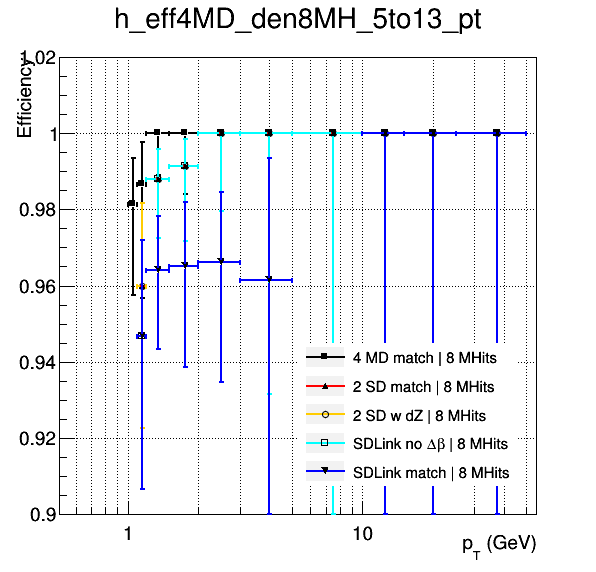 h_eff4MD_den8MH_5to13_pt
Efficiency
1.02
1
0.98
0.96
0.94
0.92
0.9
4 MD match | 8 MHits
2 SD match | 8 MHits
2 SD w dZ | 8 MHits
SDLink no Δβ | 8 MHits
SDLink match | 8 MHits
1
10
p_T (GeV)